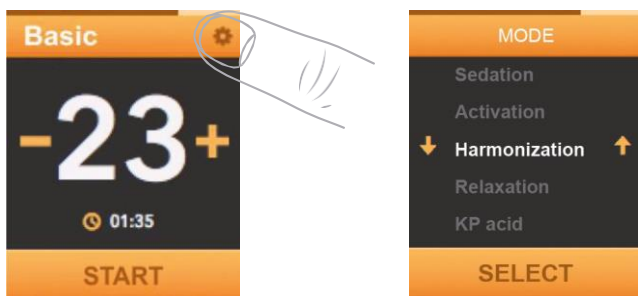 Basic
-23+
01:35
START
MODE
Sedation
Activation
Harmonization
Relaxation
KP acid
SELECT